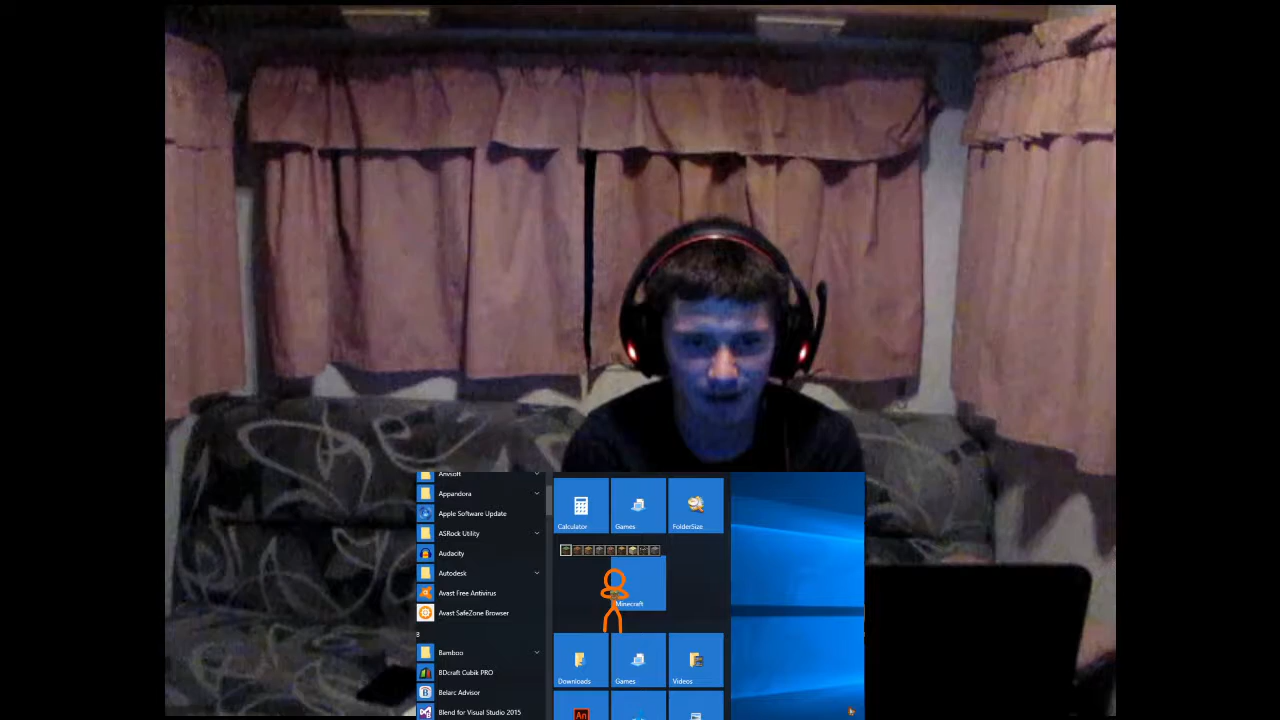 Anvsoft
Appandora
Apple Software Update
ASRock Utility
Audacity
Autodesk
Avast Free Antivirus
Avast SafeZone Browser
B
Bamboo
BDcraft Cubik PRO
Belarc Advisor
Blend for Visual Studio 2015
Calculator
Games
FolderSize
Minecraft
Downloads
Games
Videos
An